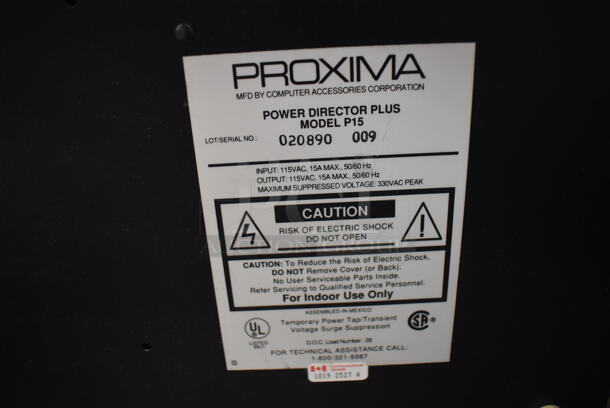 PROXIMA
MFD BY COMPUTER ACCESSORIES CORPORATION
POWER DIRECTOR PLUS
MODEL P15
LOT/SERIAL NO.: 020890 009
INPUT: 115VAC, 15A MAX., 50/60 Hz
OUTPUT: 115VAC, 15A MAX., 50/60 Hz
MAXIMUM SUPPRESSED VOLTAGE: 330VAC PEAK
CAUTION
RISK OF ELECTRIC SHOCK
DO NOT OPEN
CAUTION: To Reduce the Risk of Electric Shock,
DO NOT Remove Cover (or Back).
No User Serviceable Parts Inside.
Refer Servicing to Qualified Service Personnel.
For Indoor Use Only
ASSEMBLED IN MEXICO
UL
LISTED
Temporary Power Tap/Transient
Voltage Surge Suppression
SA
D.O.C. Load Number: 28
FOR TECHNICAL ASSISTANCE CALL:
1-800-321-5987
1019 2527 A